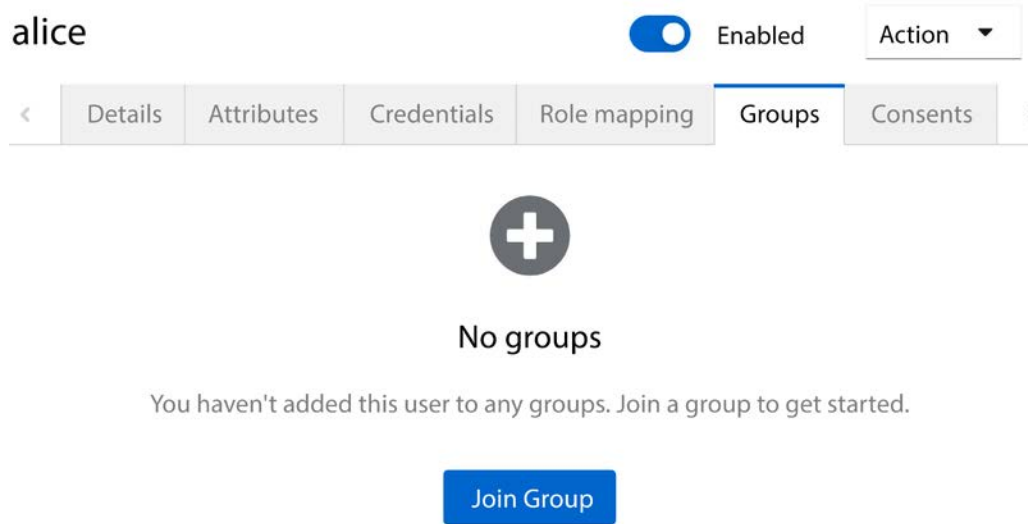 alice
Enabled
Action
Details Attributes Credentials Role mapping Groups Consents
No groups
You haven't added this user to any groups. Join a group to get started.
Join Group